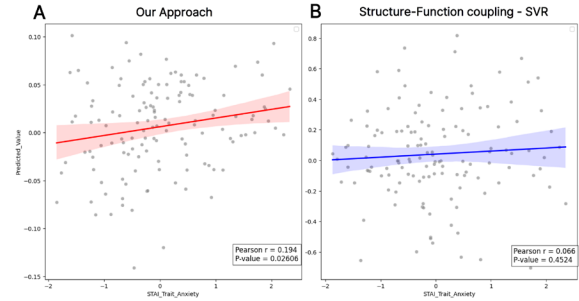 A
Our Approach
0.10
0.05
0.00
−0.05
−0.10
−0.15
Predicted_Value
−2
−1
0
1
2
STAI_Trait_Anxiety
Pearson r = 0.194
P-value = 0.02606
B
Structure-Function coupling - SVR
0.8
0.6
0.4
0.2
0.0
−0.2
−0.4
−0.6
−2
−1
0
1
2
STAI_Trait_Anxiety
Pearson r = 0.066
P-value = 0.4524